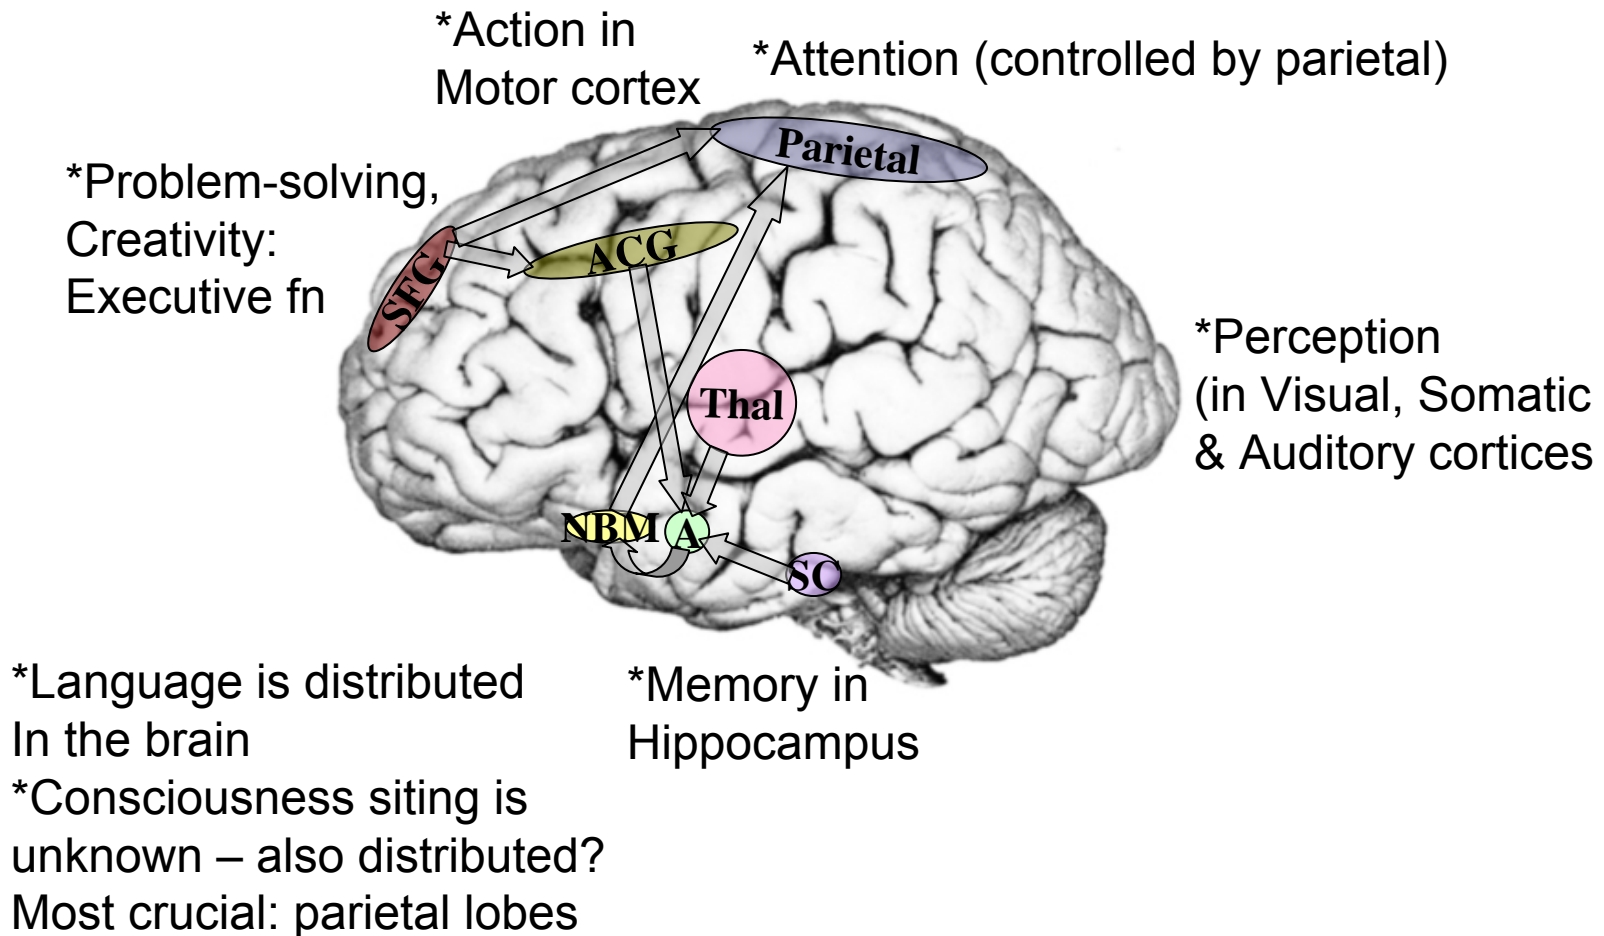 *Action in
Motor cortex
*Attention (controlled by parietal)
*Problem-solving,
Creativity:
Executive fn
Parietal
ACG
SFG
Thal
NBM
A
SC
*Perception
(in Visual, Somatic
& Auditory cortices
*Language is distributed
In the brain
*Consciousness siting is
unknown – also distributed?
Most crucial: parietal lobes
*Memory in
Hippocampus